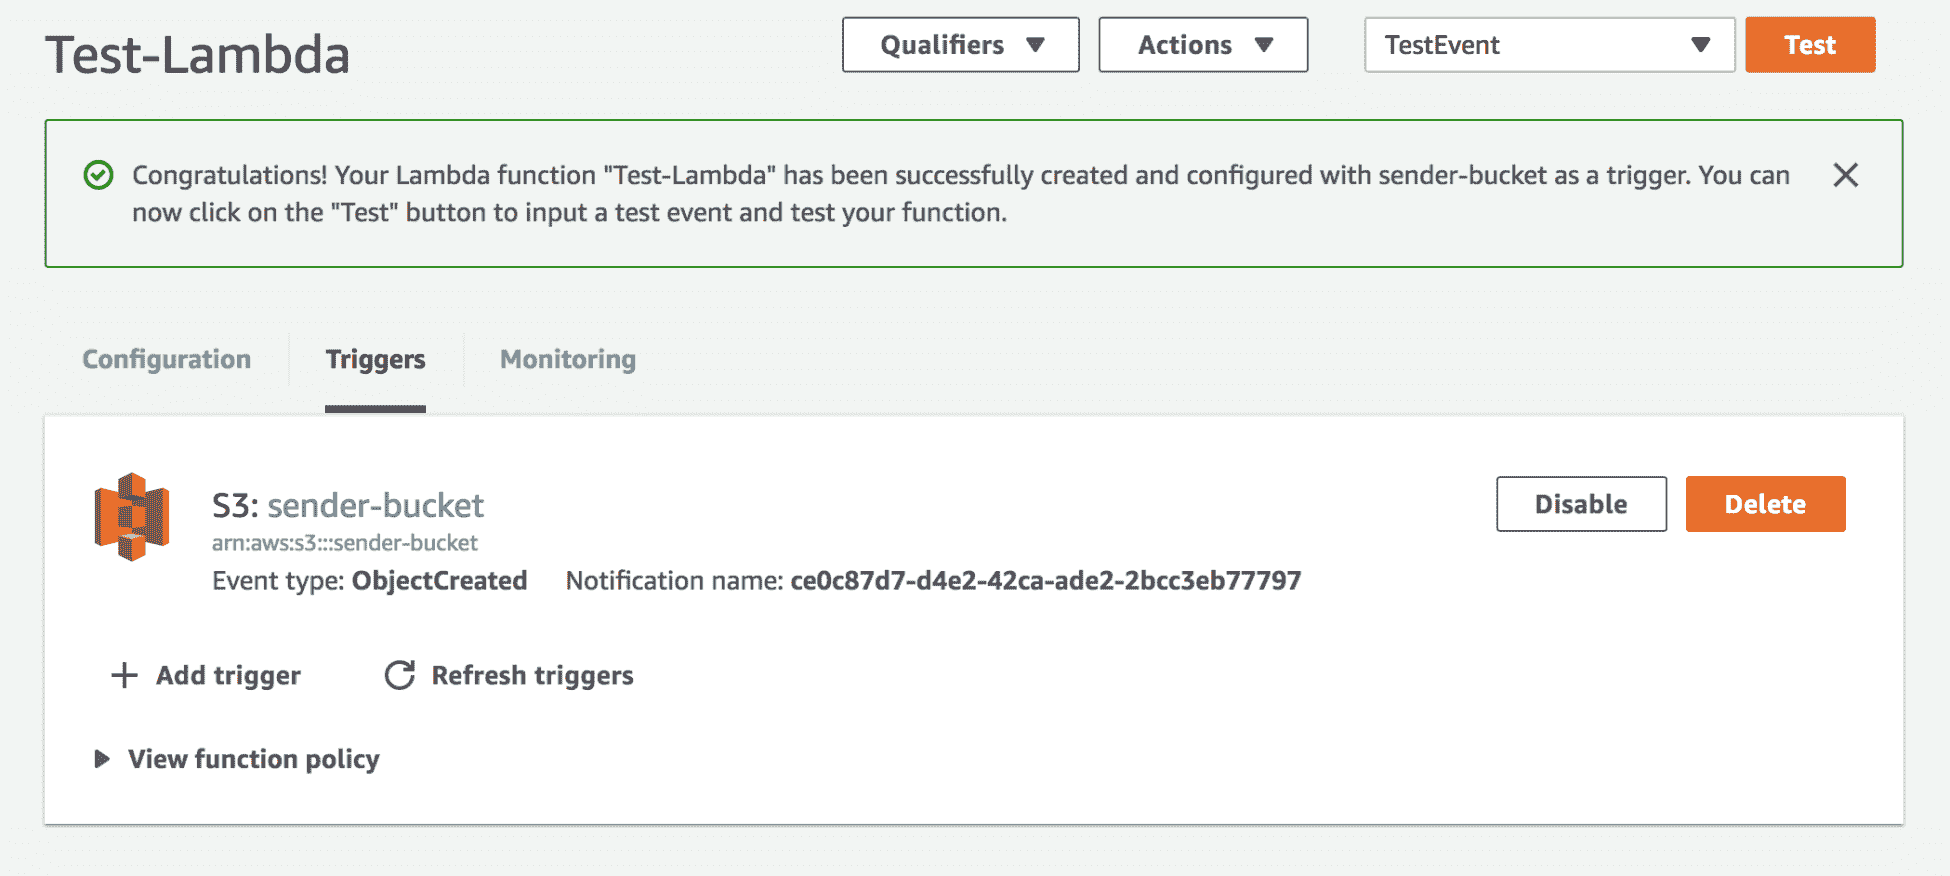 Test-Lambda
Qualifiers
Actions
TestEvent
Test
Congratulations! Your Lambda function "Test-Lambda" has been successfully created and configured with sender-bucket as a trigger. You can
now click on the "Test" button to input a test event and test your function.
Configuration
Triggers
Monitoring
S3: sender-bucket
Disable
Delete
arn:aws:s3:::sender-bucket
Event type: ObjectCreated Notification name: ce0c87d7-d4e2-42ca-ade2-2bcc3eb77797
Add trigger
Refresh triggers
View function policy